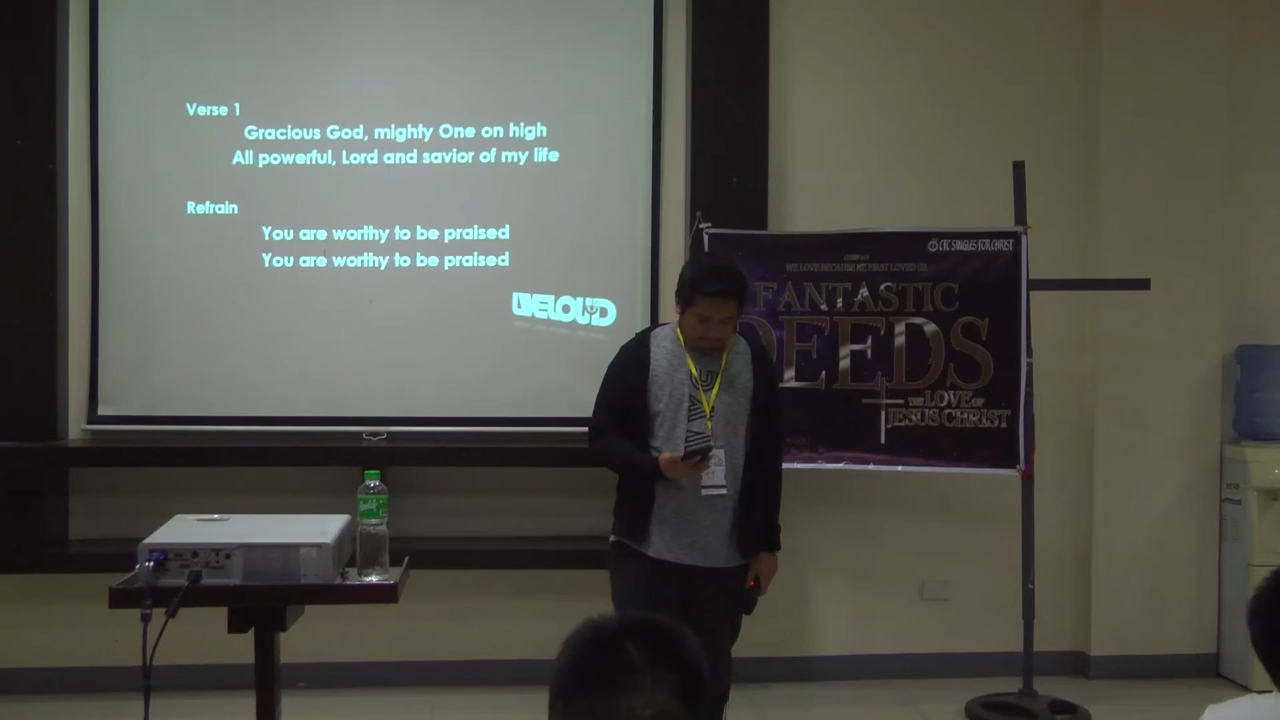 Verse 1
Gracious God, mighty One on high
All powerful, Lord and savior of my life
Refrain
You are worthy to be praised
You are worthy to be praised
LIVELOUD
CFC SINGLES FOR CHRIST
WE LOVE BECAUSE HE FIRST LOVED US
FANTASTIC
DEEDS
THE LOVE OF
JESUS CHRIST